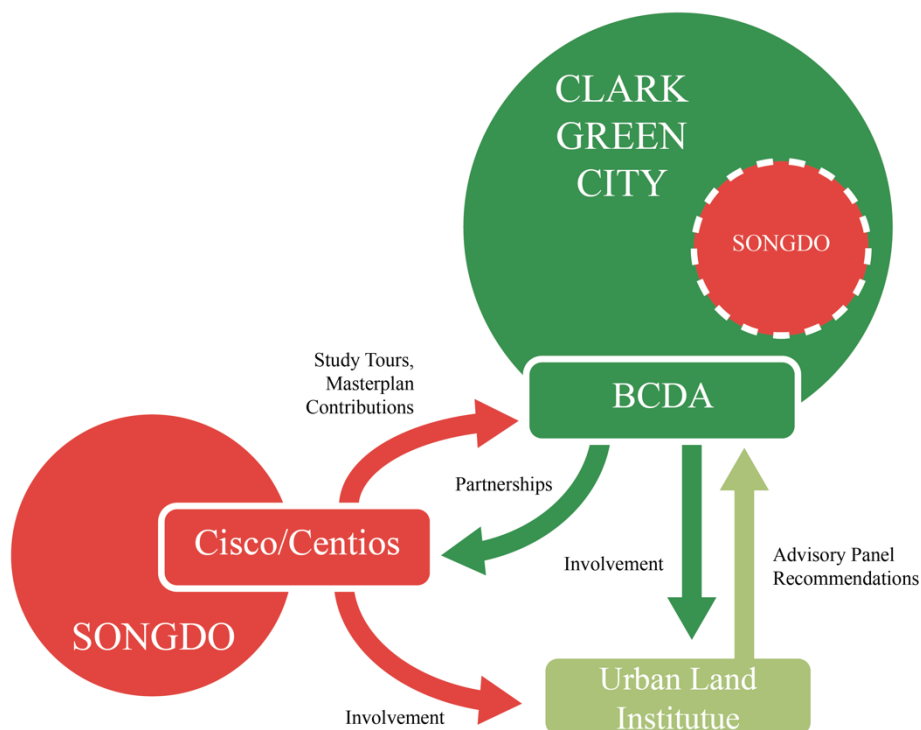 CLARK
GREEN
CITY
SONGDO
Study Tours,
Masterplan
Contributions
BCDA
Partnerships
Cisco/Centios
Involvement
Advisory Panel
Recommendations
SONGDO
Urban Land
Institutue
Involvement